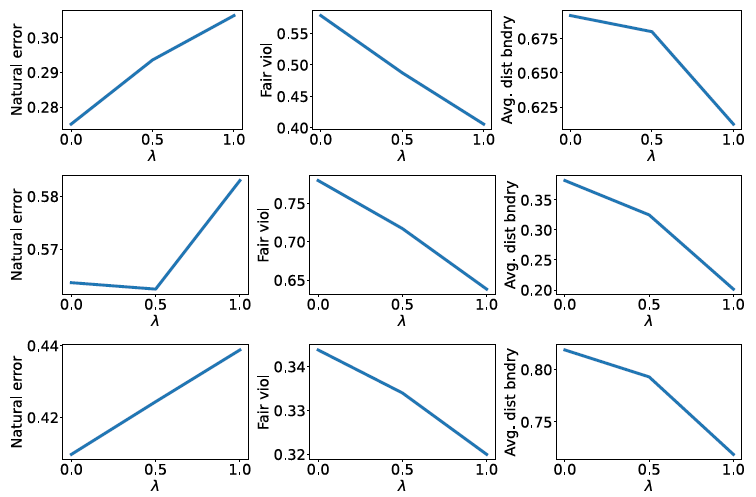 Natural error
0.30
0.29
0.28
0.0 0.5 1.0
λ
Fair viol
0.55
0.50
0.45
0.40
0.0 0.5 1.0
λ
Avg. dist bndry
0.675
0.650
0.625
0.0 0.5 1.0
λ
Natural error
0.58
0.57
0.0 0.5 1.0
λ
Fair viol
0.75
0.70
0.65
0.0 0.5 1.0
λ
Avg. dist bndry
0.35
0.30
0.25
0.20
0.0 0.5 1.0
λ
Natural error
0.44
0.42
0.0 0.5 1.0
λ
Fair viol
0.34
0.33
0.32
0.0 0.5 1.0
λ
Avg. dist bndry
0.80
0.75
0.0 0.5 1.0
λ